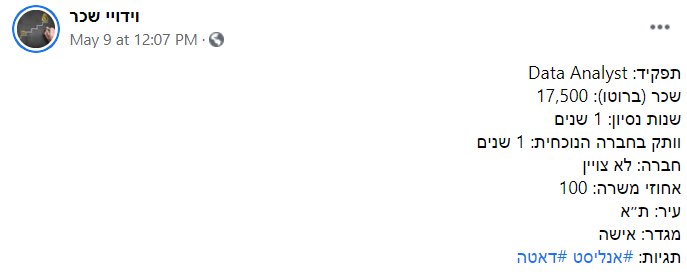 וידויי שכר
May 9 at 12:07 PM ·
תפקיד: Data Analyst
שכר (ברוטו): 17,500
שנות נסיון: 1 שנים
וותק בחברה הנוכחית: 1 שנים
חברה: לא צויין
אחוזי משרה: 100
עיר: ת״א
מגדר: אישה
תגיות: #אנליסט #דאטה